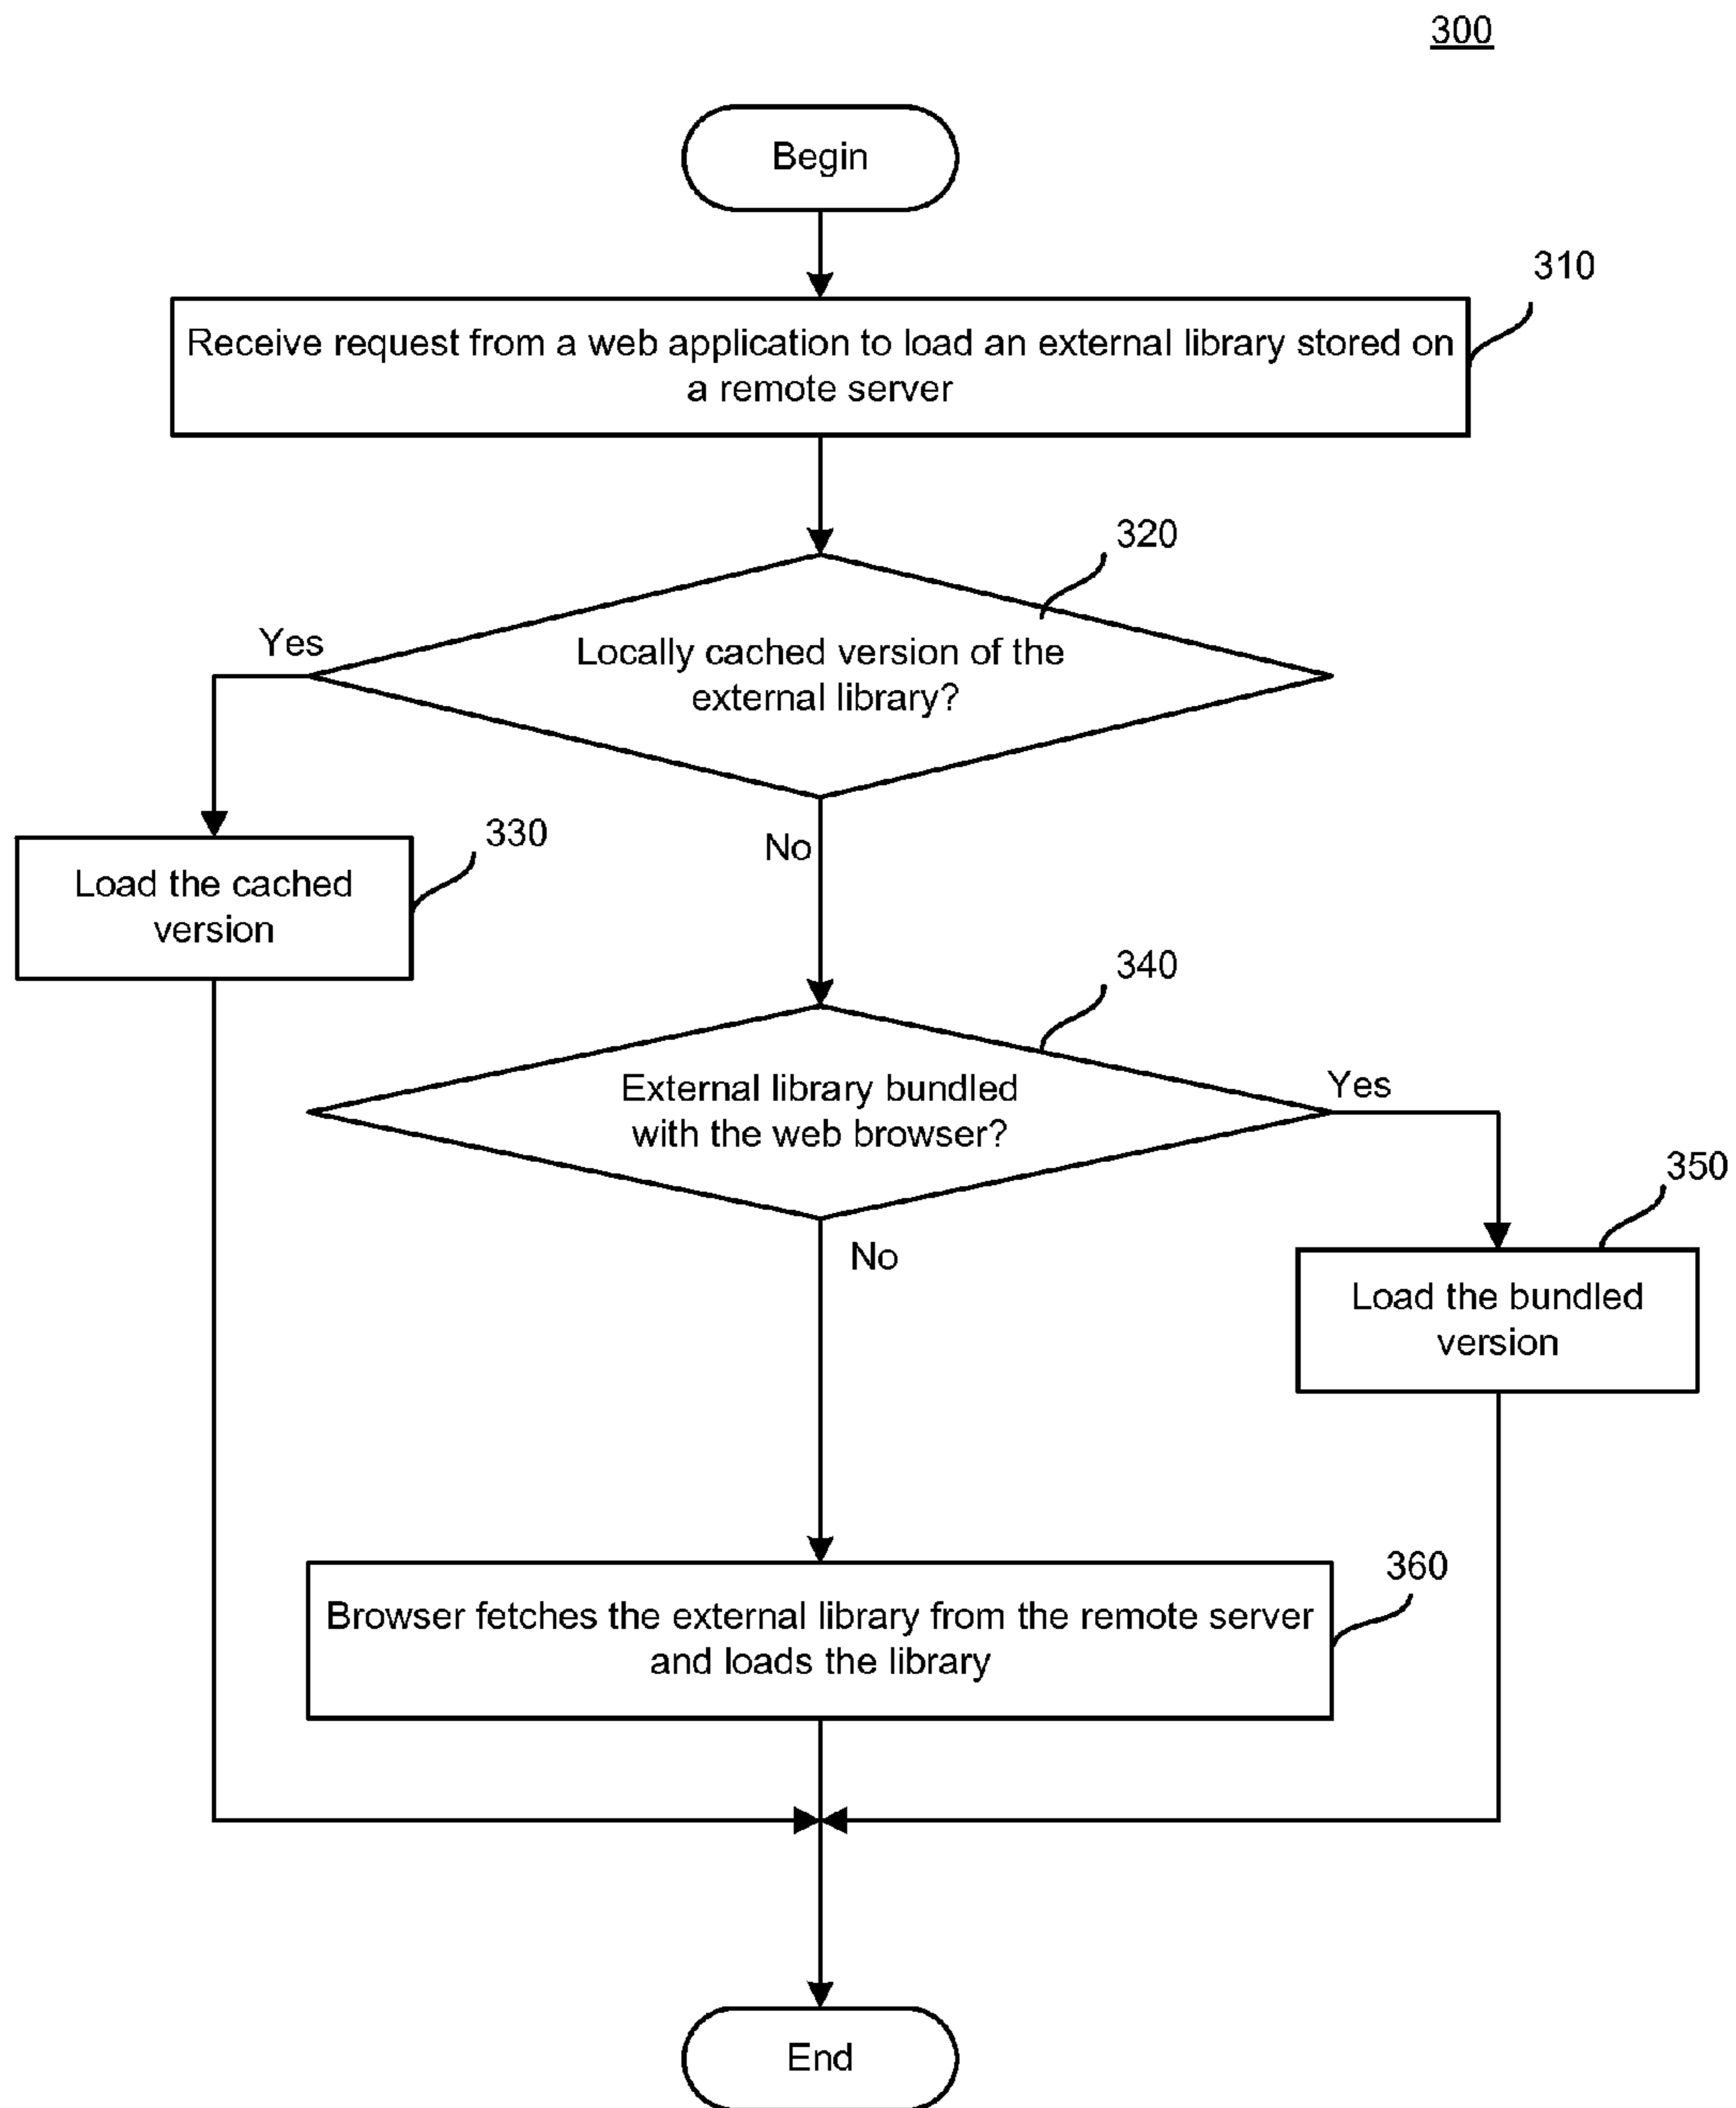 300
Begin
310
Receive request from a web application to load an external library stored on
a remote server
320
Locally cached version of the
external library?
Yes
No
330
Load the cached
version
340
External library bundled
with the web browser?
Yes
No
350
Load the bundled
version
360
Browser fetches the external library from the remote server
and loads the library
End